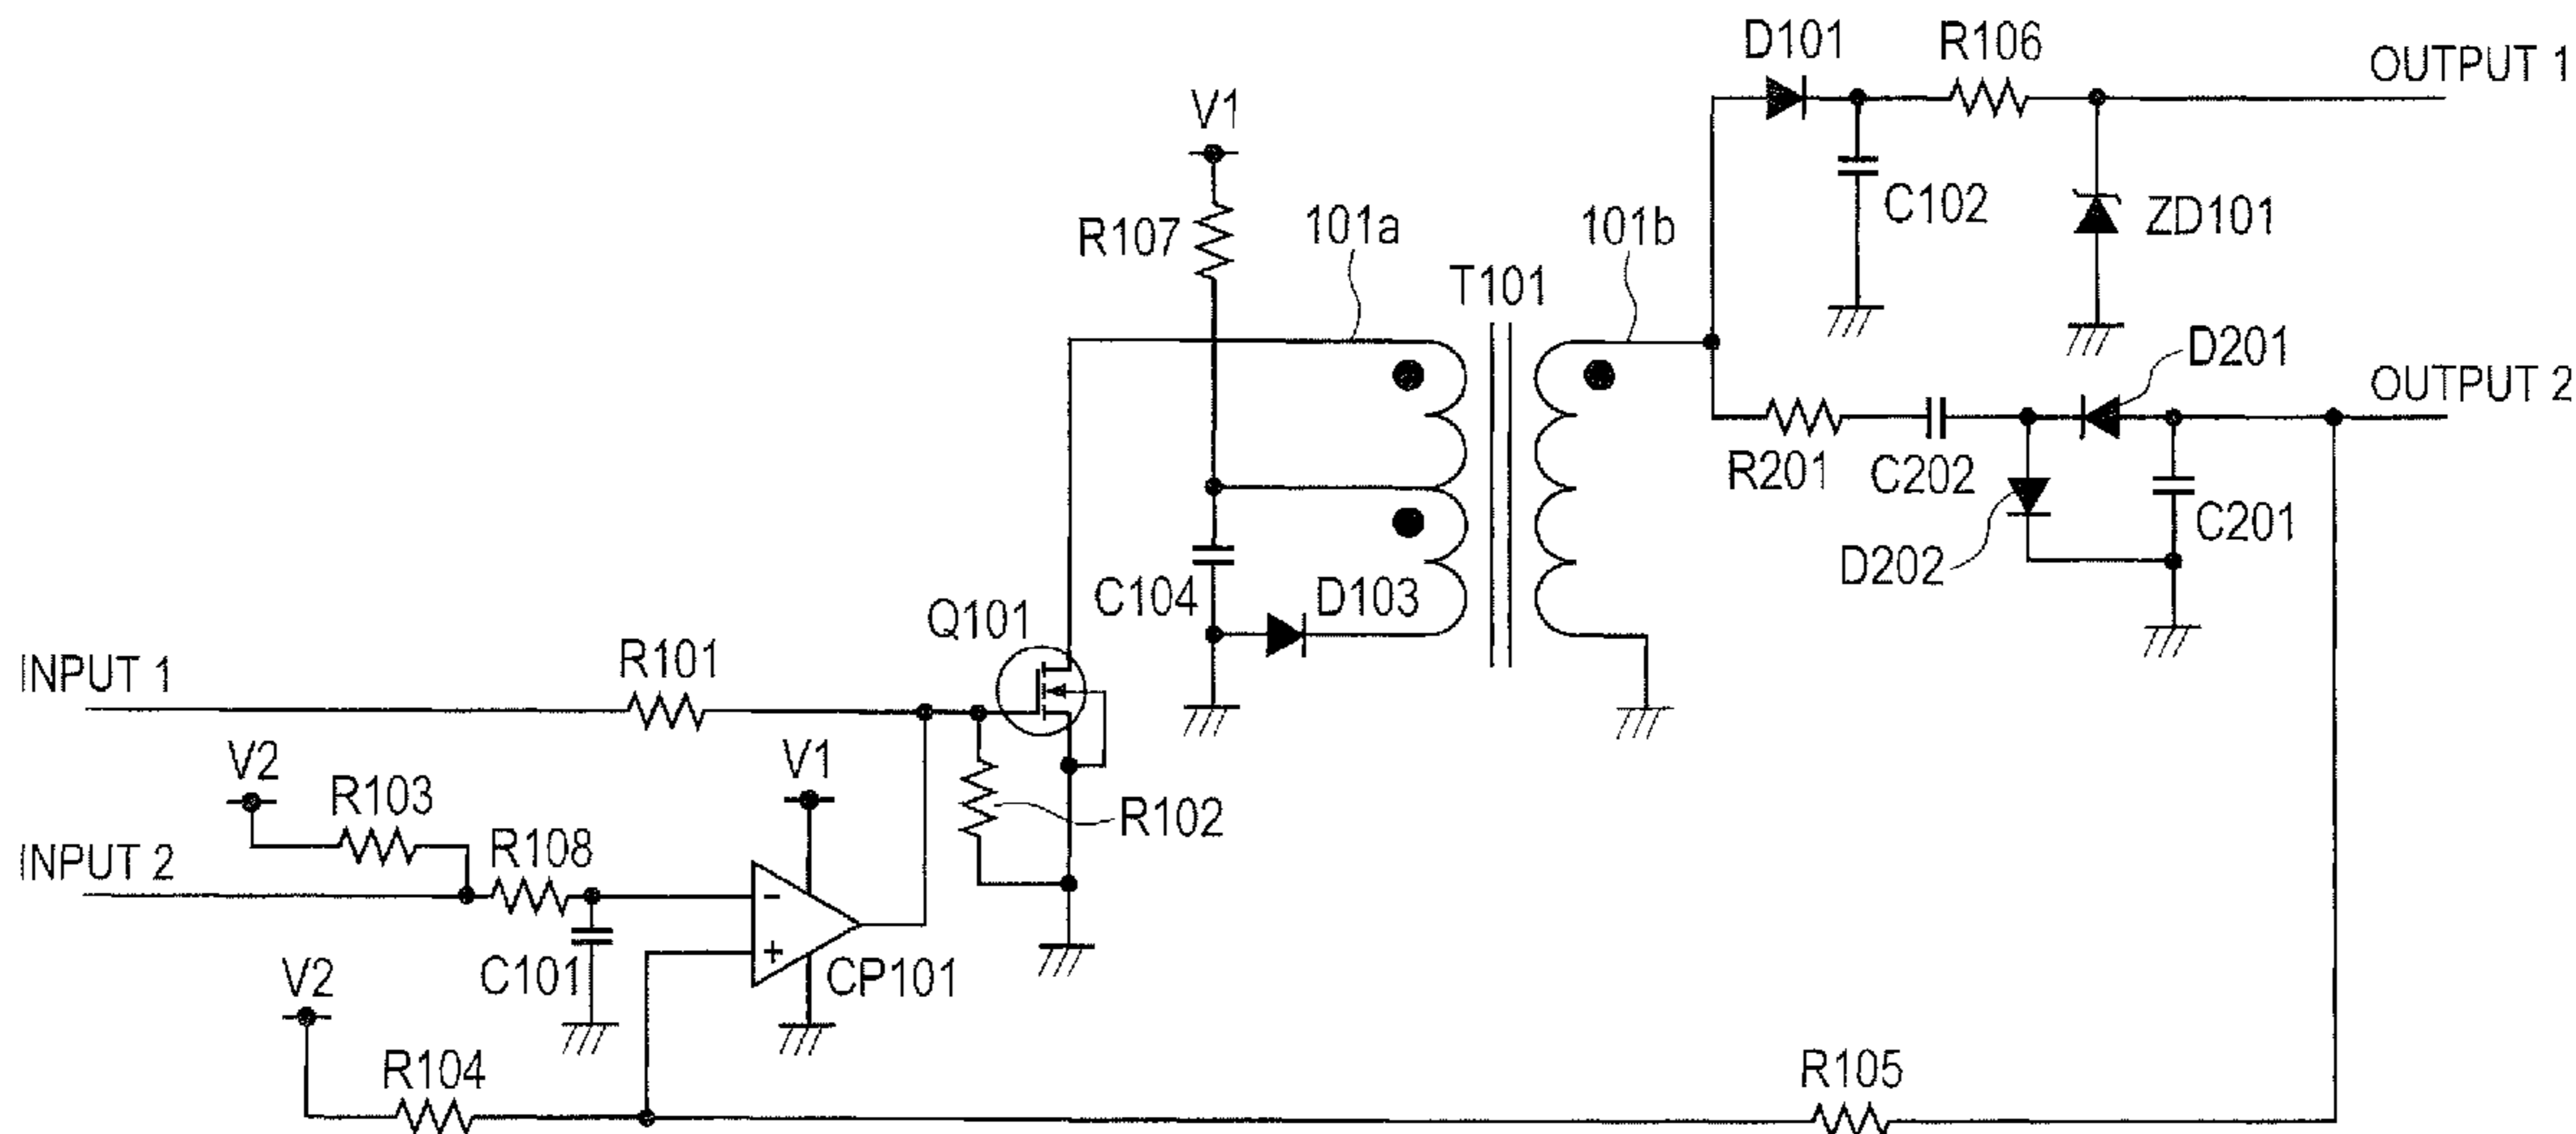 D101
R106
OUTPUT 1
V1
C102
ZD101
R107
101a
101b
T101
D201
OUTPUT 2
R201
C202
C201
D202
C104
D103
Q101
R101
INPUT 1
V2
R103
V1
R102
R108
INPUT 2
-
+
C101
CP101
V2
R104
R105